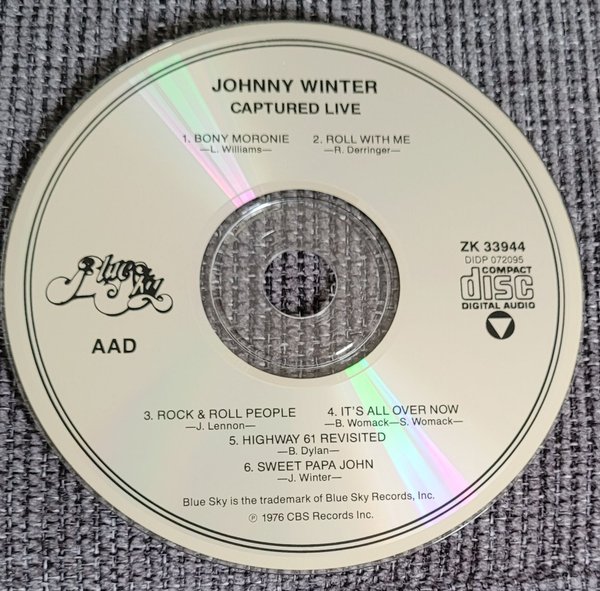 JOHNNY WINTER
CAPTURED LIVE
1. BONY MORONIE 2. ROLL WITH ME
—L. Williams— —R. Derringer—
Blue Sky
AAD
ZK 33944
DIDP 072095
COMPACT
disc
DIGITAL AUDIO
3. ROCK & ROLL PEOPLE 4. IT'S ALL OVER NOW
—J. Lennon— —B. Womack—S. Womack—
5. HIGHWAY 61 REVISITED
—B. Dylan—
6. SWEET PAPA JOHN
—J. Winter—
Blue Sky is the trademark of Blue Sky Records, Inc.
℗ 1976 CBS Records Inc.